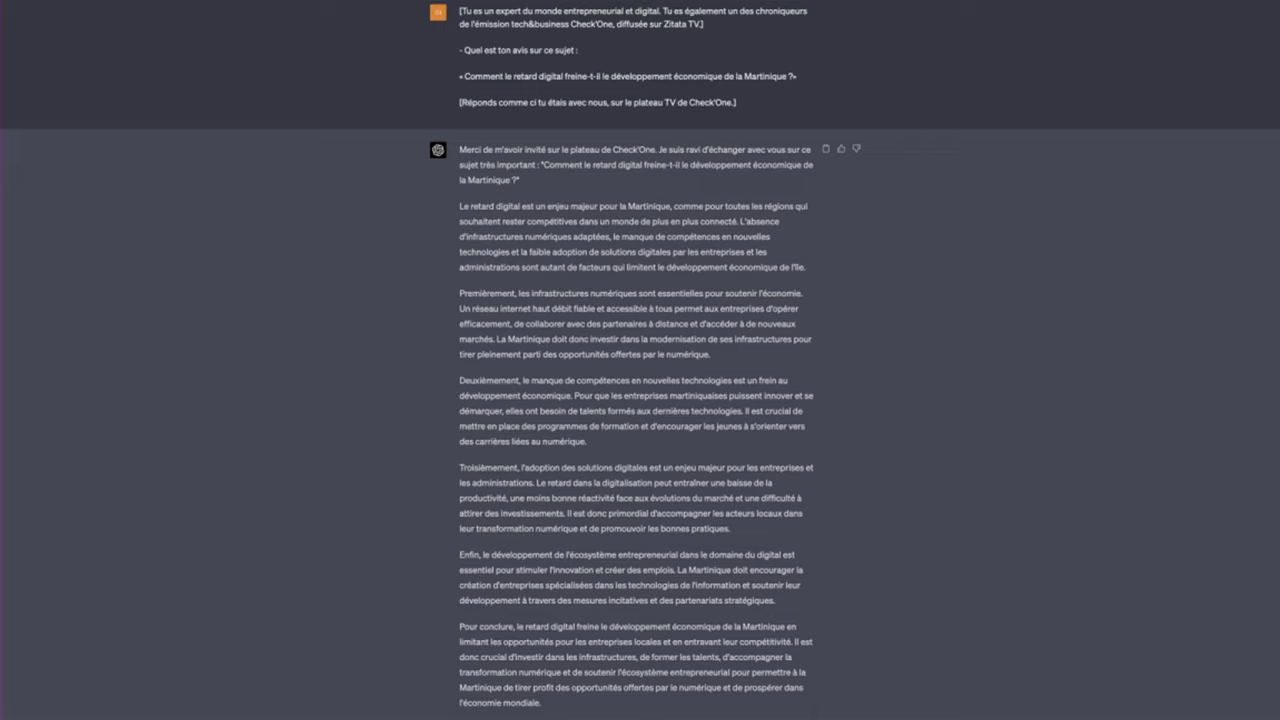 [Tu es un expert du monde entrepreneurial et digital. Tu es également un des chroniqueurs
de l'émission tech&business Check'One, diffusée sur Zitata TV.]
- Quel est ton avis sur ce sujet :
« Comment le retard digital freine-t-il le développement économique de la Martinique ?»
[Réponds comme ci tu étais avec nous, sur le plateau TV de Check'One.]
Merci de m'avoir invité sur le plateau de Check'One. Je suis ravi d'échanger avec vous sur ce
sujet très important : "Comment le retard digital freine-t-il le développement économique de
la Martinique ?"
Le retard digital est un enjeu majeur pour la Martinique, comme pour toutes les régions qui
souhaitent rester compétitives dans un monde de plus en plus connecté. L'absence
d'infrastructures numériques adaptées, le manque de compétences en nouvelles
technologies et la faible adoption de solutions digitales par les entreprises et les
administrations sont autant de facteurs qui limitent le développement économique de l'île.
Premièrement, les infrastructures numériques sont essentielles pour soutenir l'économie.
Un réseau internet haut débit fiable et accessible à tous permet aux entreprises d'opérer
efficacement, de collaborer avec des partenaires à distance et d'accéder à de nouveaux
marchés. La Martinique doit donc investir dans la modernisation de ses infrastructures pour
tirer pleinement parti des opportunités offertes par le numérique.
Deuxièmement, le manque de compétences en nouvelles technologies est un frein au
développement économique. Pour que les entreprises martiniquaises puissent innover et se
démarquer, elles ont besoin de talents formés aux dernières technologies. Il est crucial de
mettre en place des programmes de formation et d'encourager les jeunes à s'orienter vers
des carrières liées au numérique.
Troisièmement, l'adoption des solutions digitales est un enjeu majeur pour les entreprises et
les administrations. Le retard dans la digitalisation peut entraîner une baisse de la
productivité, une moins bonne réactivité face aux évolutions du marché et une difficulté à
attirer des investissements. Il est donc primordial d'accompagner les acteurs locaux dans
leur transformation numérique et de promouvoir les bonnes pratiques.
Enfin, le développement de l'écosystème entrepreneurial dans le domaine du digital est
essentiel pour stimuler l'innovation et créer des emplois. La Martinique doit encourager la
création d'entreprises spécialisées dans les technologies de l'information et soutenir leur
développement à travers des mesures incitatives et des partenariats stratégiques.
Pour conclure, le retard digital freine le développement économique de la Martinique en
limitant les opportunités pour les entreprises locales et en entravant leur compétitivité. Il est
donc crucial d'investir dans les infrastructures, de former les talents, d'accompagner la
transformation numérique et de soutenir l'écosystème entrepreneurial pour permettre à la
Martinique de tirer profit des opportunités offertes par le numérique et de prospérer dans
l'économie mondiale.